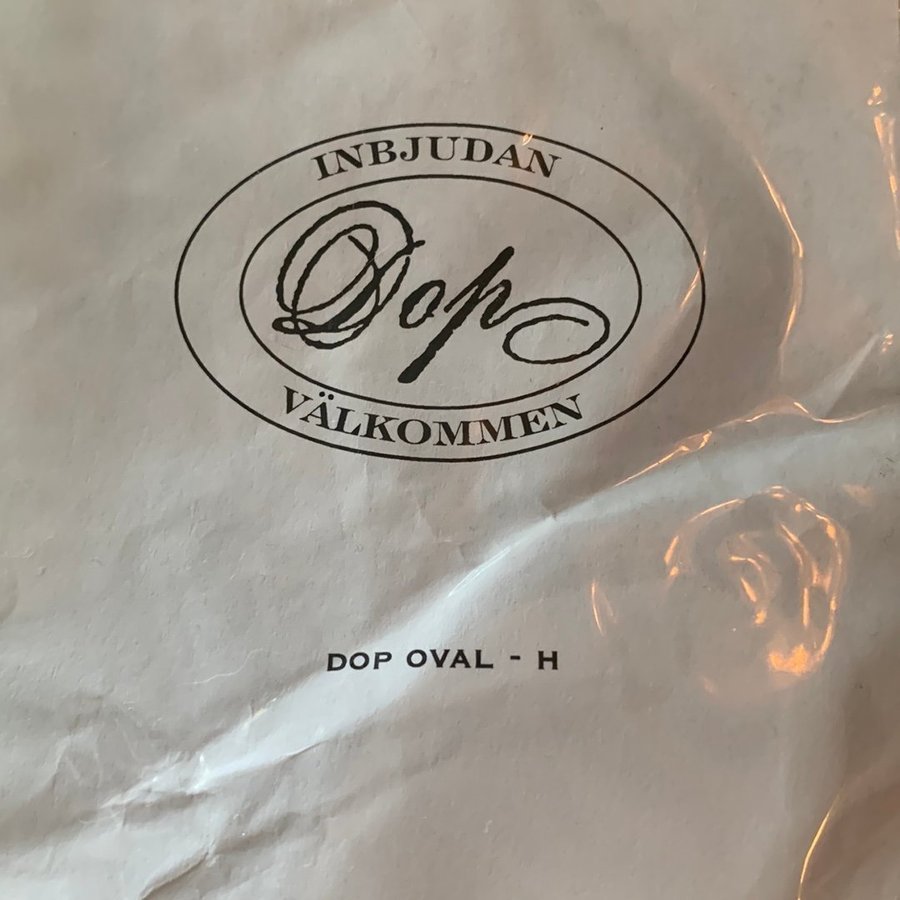 INBJUDAN
Dop
VÄLKOMMEN
DOP OVAL - H